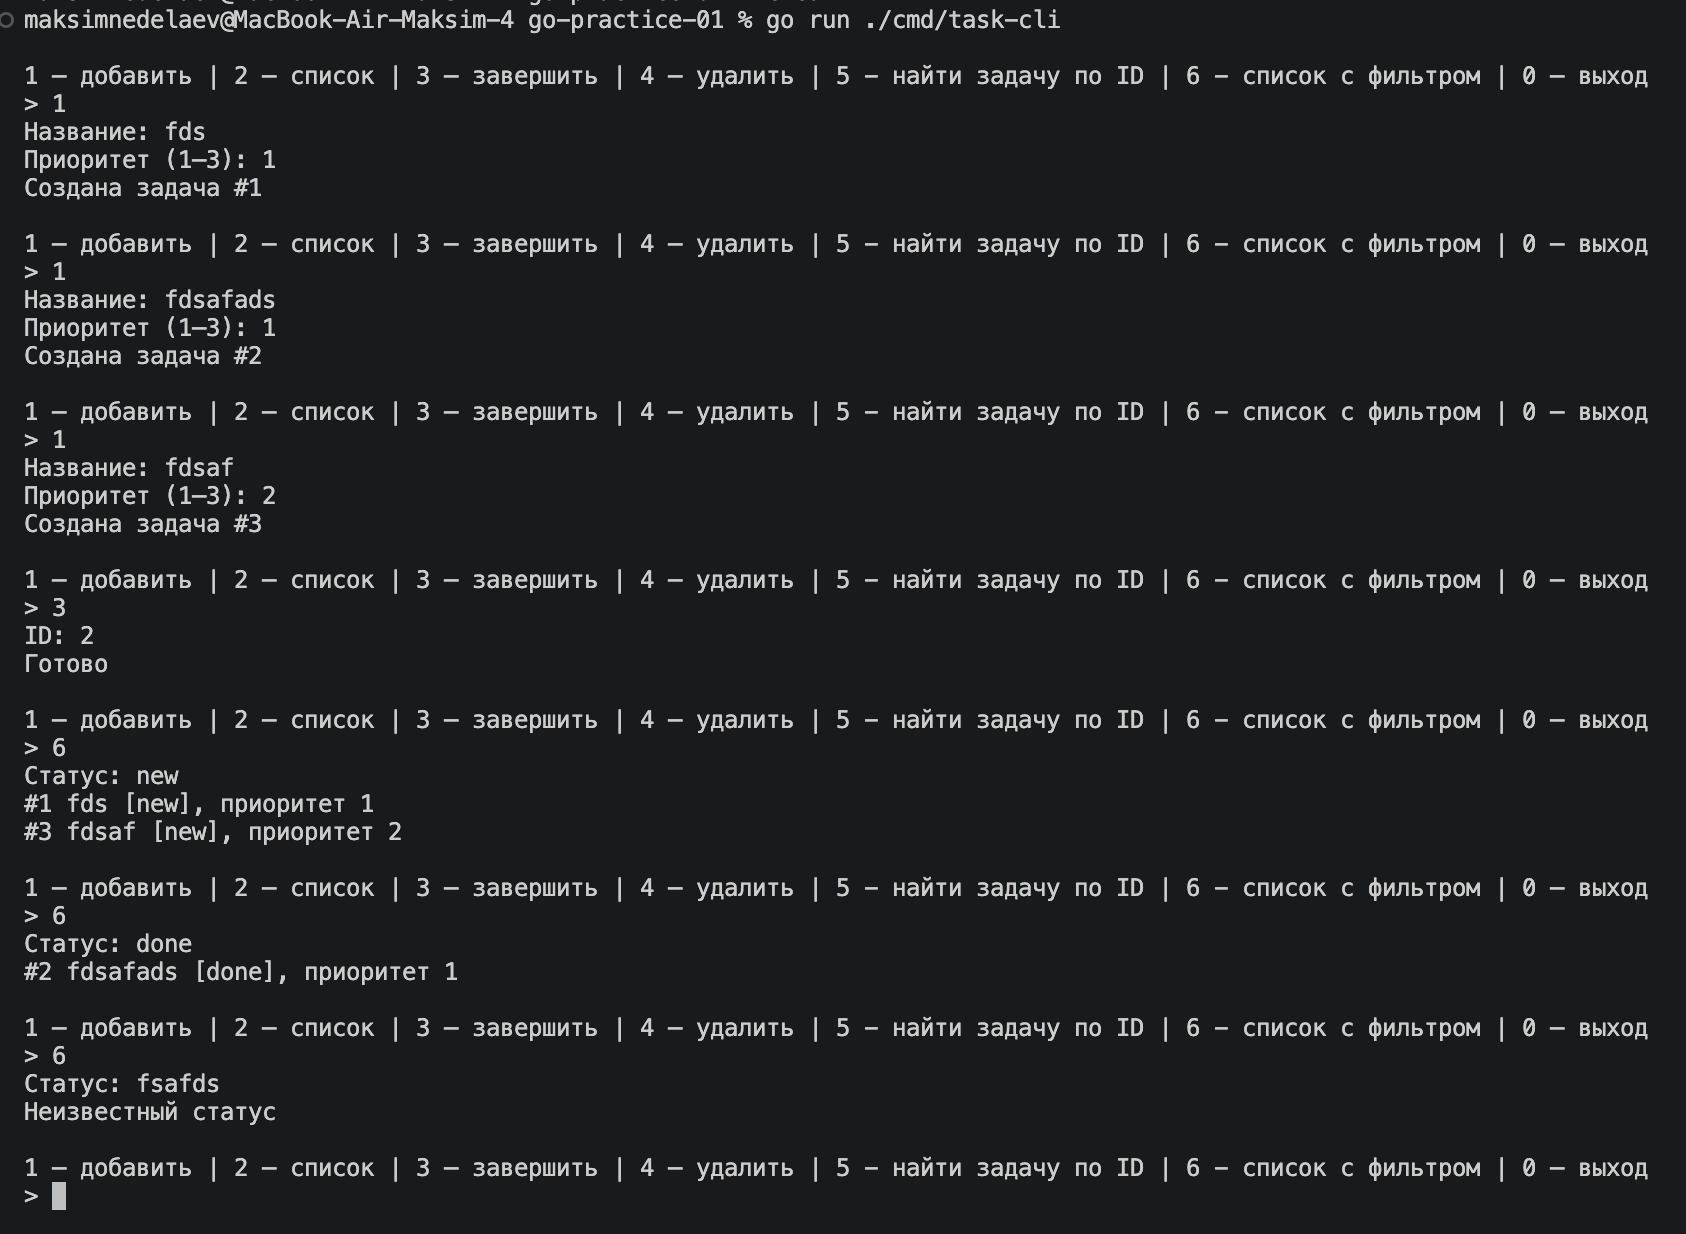 maksimnedelaev@MacBook-Air-Maksim-4 go-practice-01 % go run ./cmd/task-cli
1 — добавить | 2 — список | 3 — завершить | 4 — удалить | 5 - найти задачу по ID | 6 - список с фильтром | 0 — выход
> 1
Название: fds
Приоритет (1–3): 1
Создана задача #1
1 — добавить | 2 — список | 3 — завершить | 4 — удалить | 5 - найти задачу по ID | 6 - список с фильтром | 0 — выход
> 1
Название: fdsafads
Приоритет (1–3): 1
Создана задача #2
1 — добавить | 2 — список | 3 — завершить | 4 — удалить | 5 - найти задачу по ID | 6 - список с фильтром | 0 — выход
> 1
Название: fdsaf
Приоритет (1–3): 2
Создана задача #3
1 — добавить | 2 — список | 3 — завершить | 4 — удалить | 5 - найти задачу по ID | 6 - список с фильтром | 0 — выход
> 3
ID: 2
Готово
1 — добавить | 2 — список | 3 — завершить | 4 — удалить | 5 - найти задачу по ID | 6 - список с фильтром | 0 — выход
> 6
Статус: new
#1 fds [new], приоритет 1
#3 fdsaf [new], приоритет 2
1 — добавить | 2 — список | 3 — завершить | 4 — удалить | 5 - найти задачу по ID | 6 - список с фильтром | 0 — выход
> 6
Статус: done
#2 fdsafads [done], приоритет 1
1 — добавить | 2 — список | 3 — завершить | 4 — удалить | 5 - найти задачу по ID | 6 - список с фильтром | 0 — выход
> 6
Статус: fsafds
Неизвестный статус
1 — добавить | 2 — список | 3 — завершить | 4 — удалить | 5 - найти задачу по ID | 6 - список с фильтром | 0 — выход
>